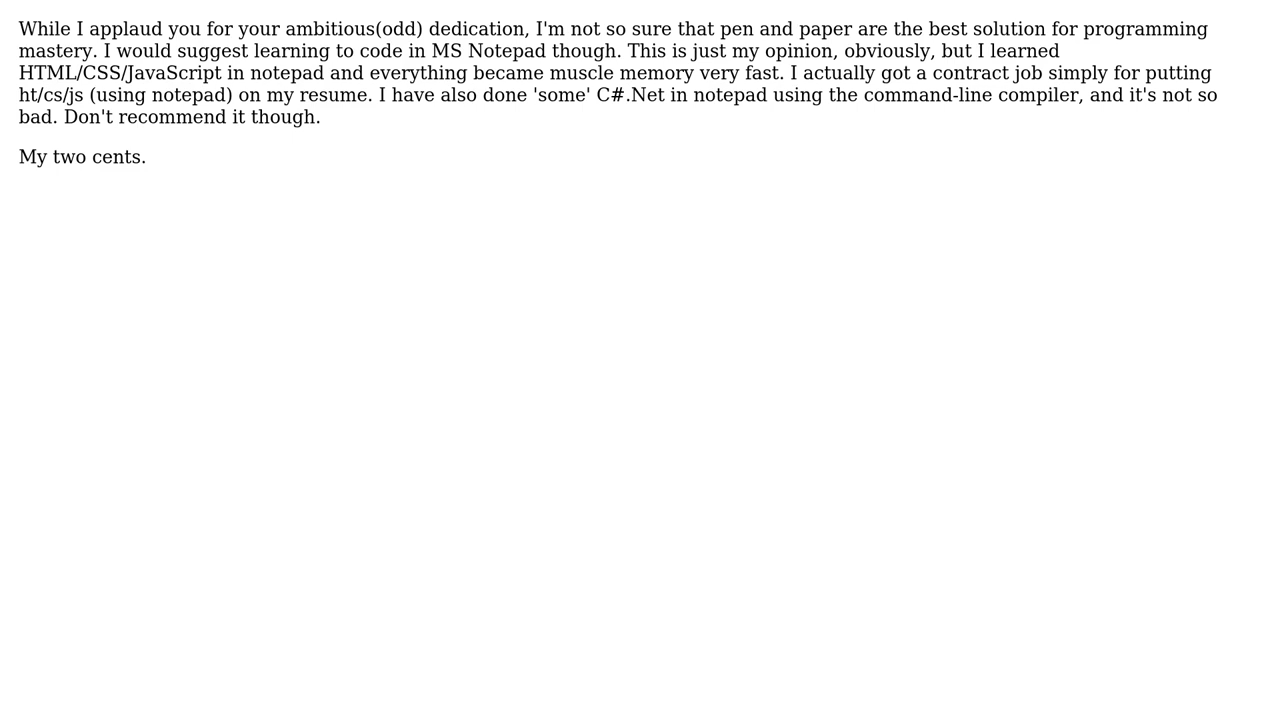 While I applaud you for your ambitious(odd) dedication, I'm not so sure that pen and paper are the best solution for programming
mastery. I would suggest learning to code in MS Notepad though. This is just my opinion, obviously, but I learned
HTML/CSS/JavaScript in notepad and everything became muscle memory very fast. I actually got a contract job simply for putting
ht/cs/js (using notepad) on my resume. I have also done 'some' C#.Net in notepad using the command-line compiler, and it's not so
bad. Don't recommend it though.
My two cents.